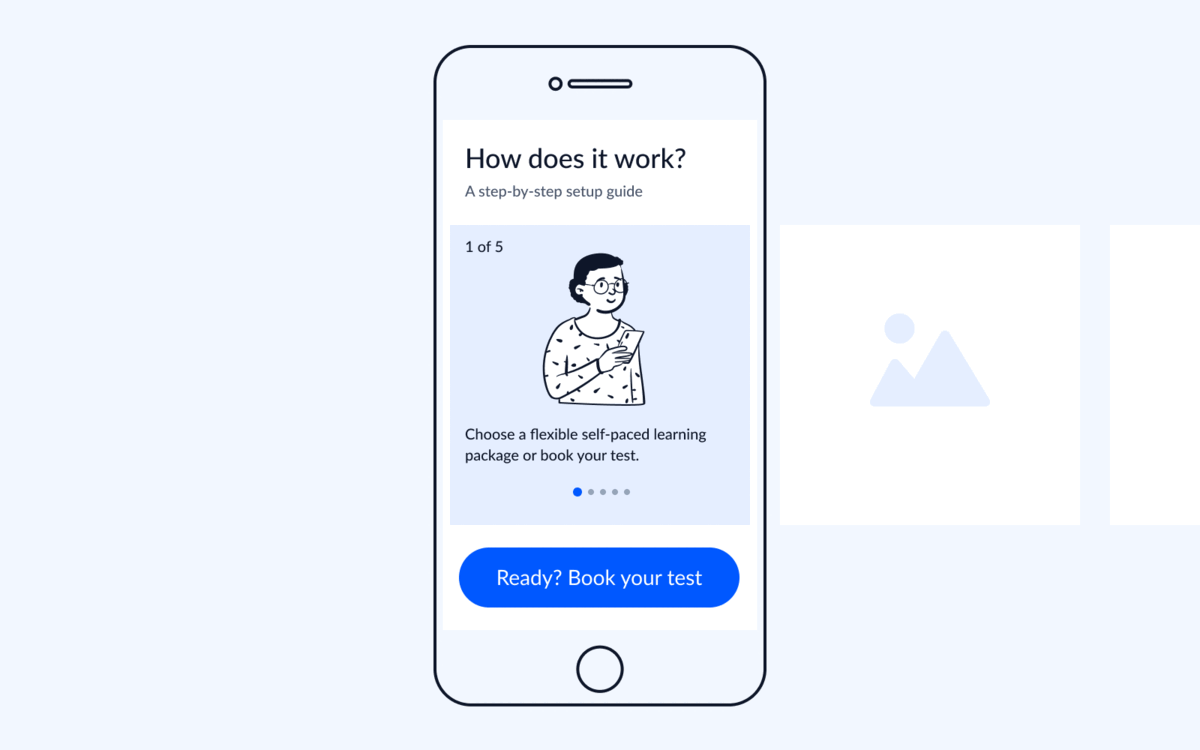 How does it work?
A step-by-step setup guide
1 of 5
Choose a flexible self-paced learning
package or book your test.
Ready? Book your test